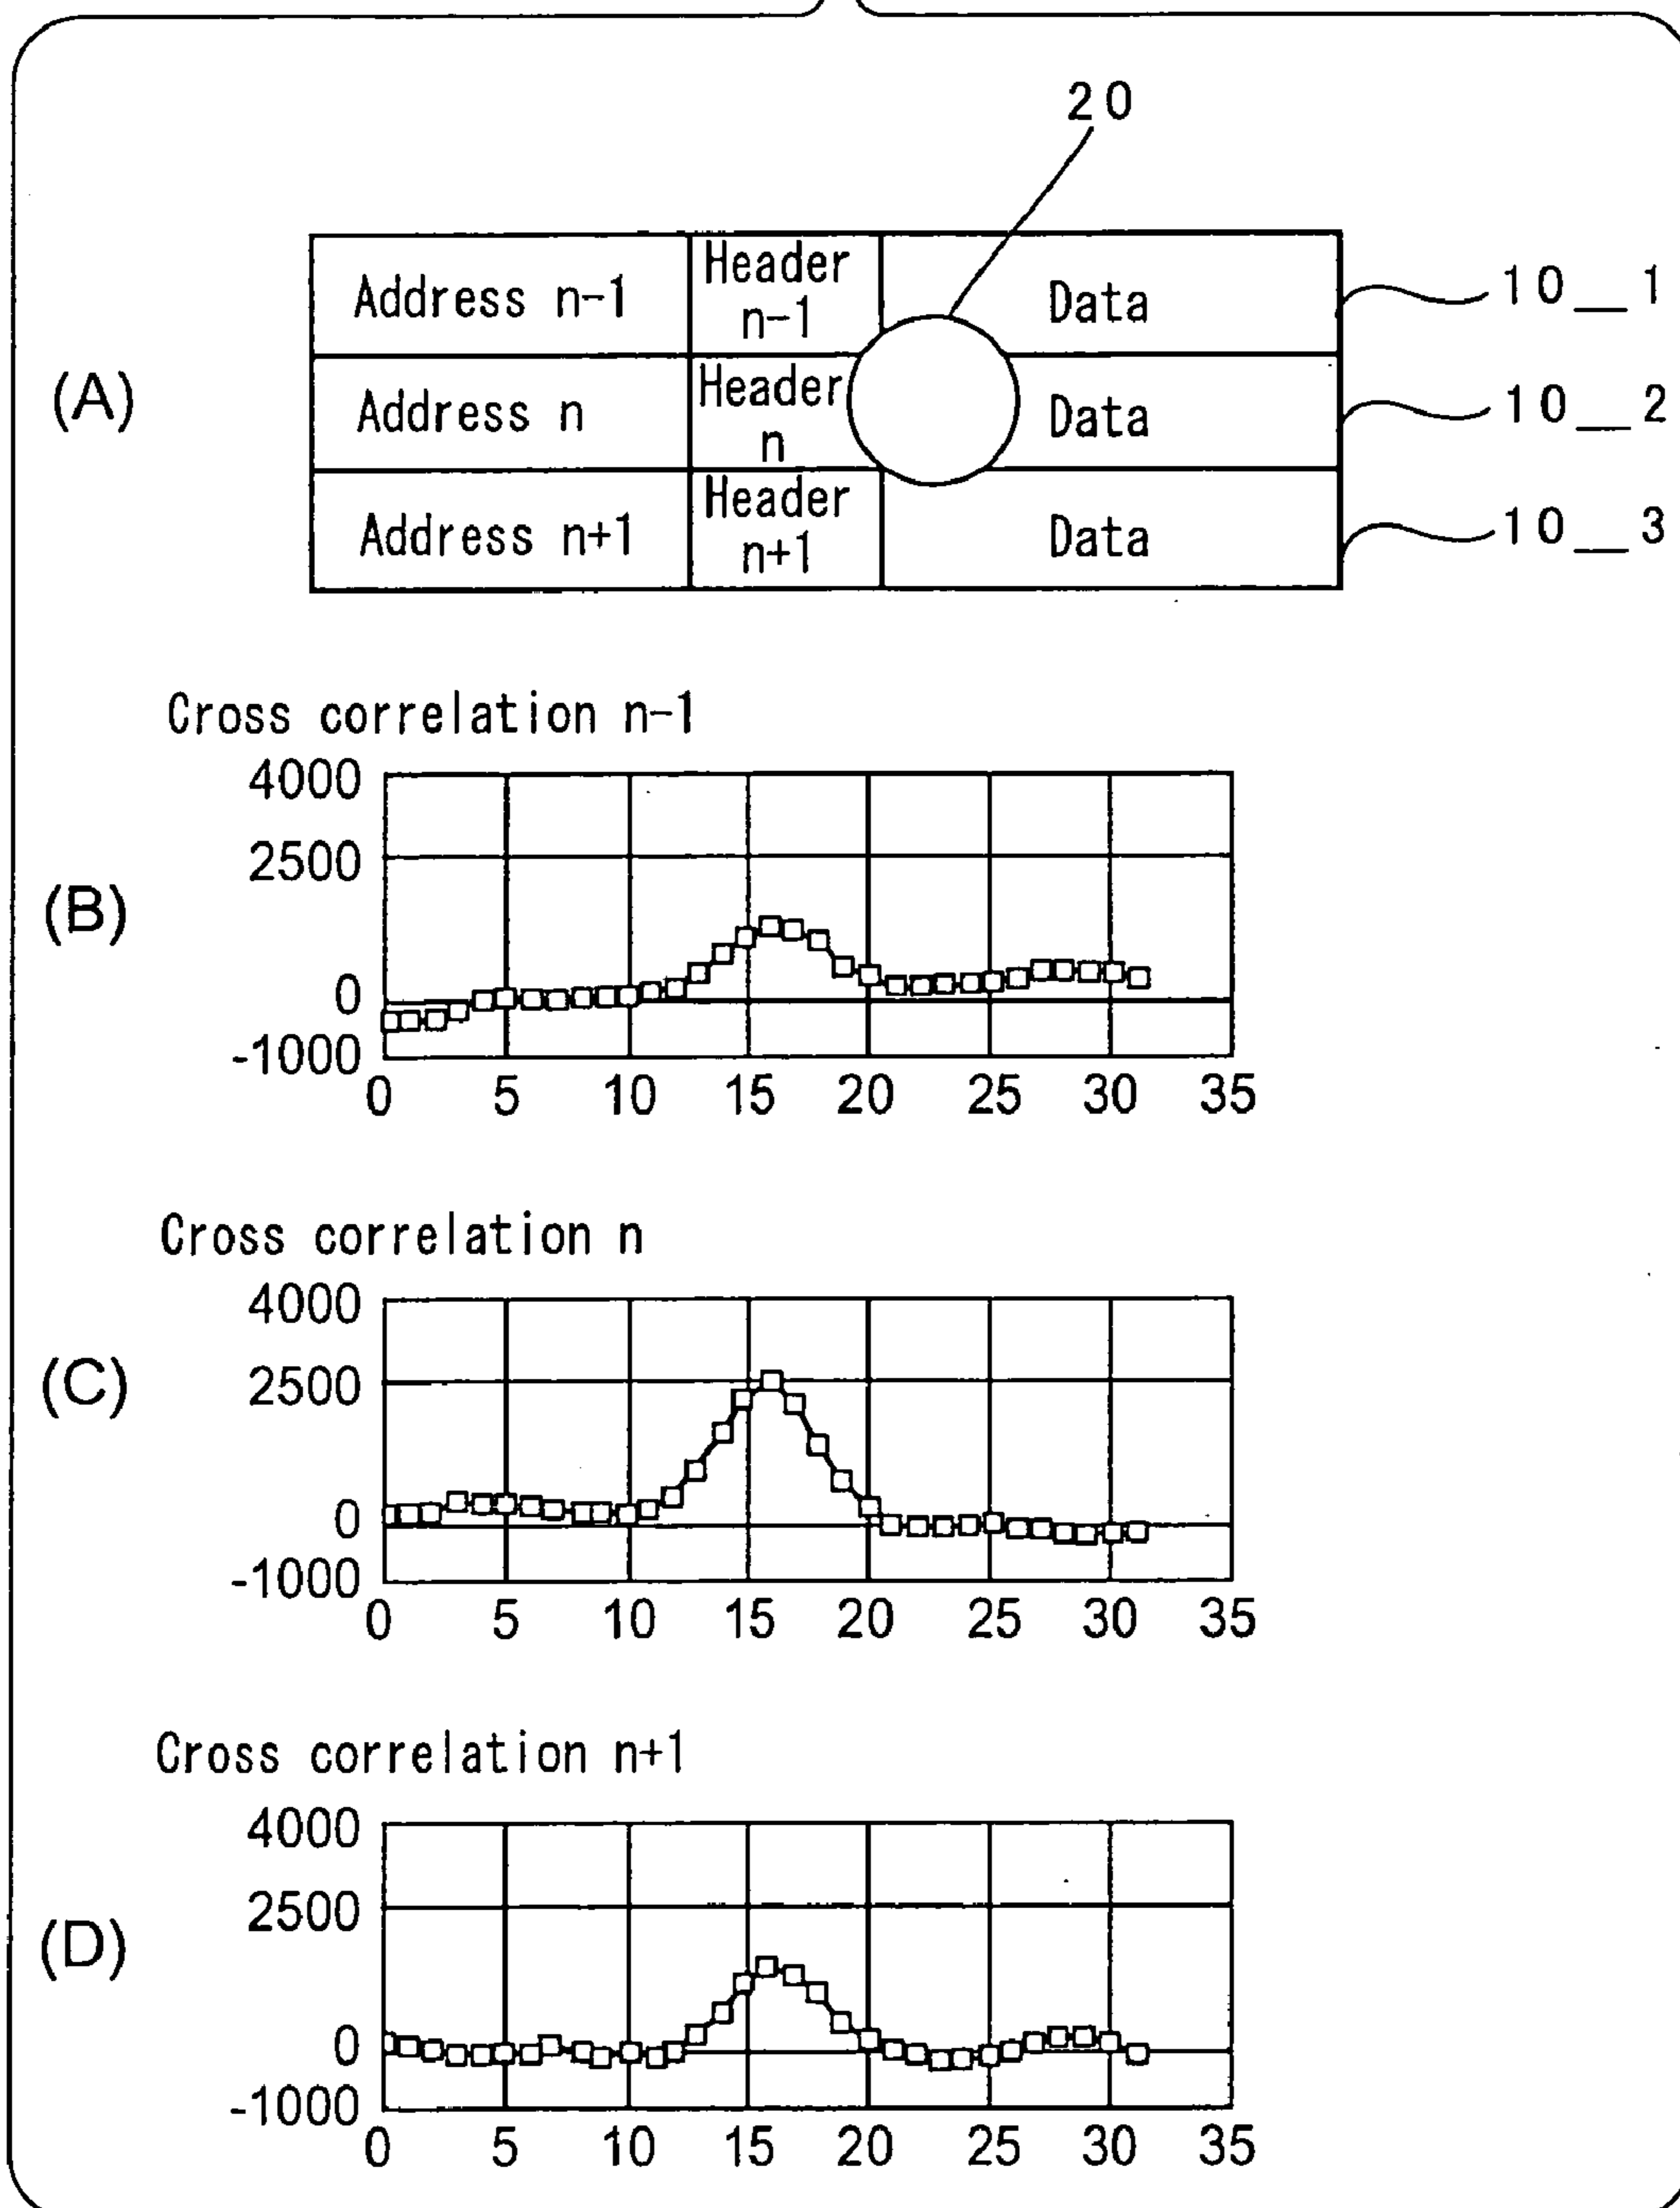 20
Address n-1 Header n-1 Data 10__1
(A) Address n Header n Data 10__2
Address n+1 Header n+1 Data 10__3
Cross correlation n-1
(B)
4000
2500
0
-1000
0 5 10 15 20 25 30 35
Cross correlation n
(C)
4000
2500
0
-1000
0 5 10 15 20 25 30 35
Cross correlation n+1
(D)
4000
2500
0
-1000
0 5 10 15 20 25 30 35